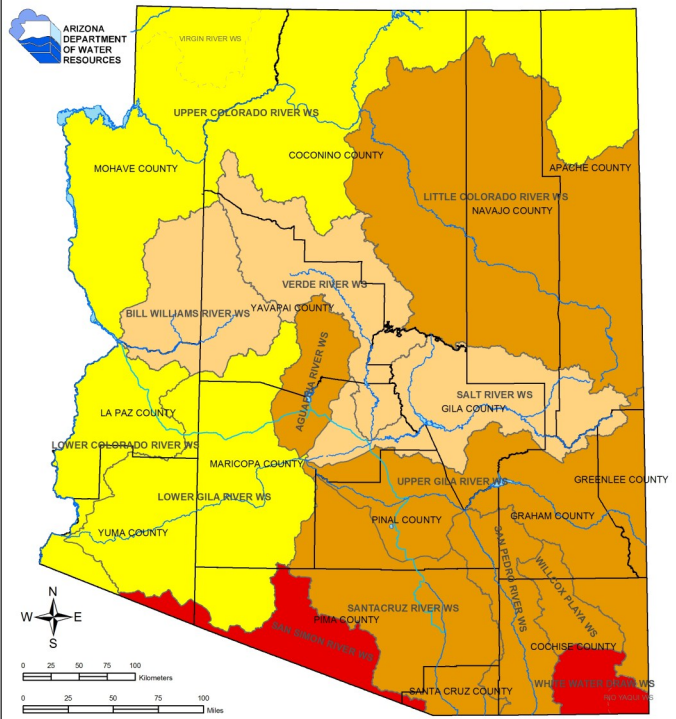 ARIZONA
DEPARTMENT
OF WATER
RESOURCES
VIRGIN RIVER WS
UPPER COLORADO RIVER WS
COCONINO COUNTY
MOHAVE COUNTY
APACHE COUNTY
LITTLE COLORADO RIVER WS
NAVAJO COUNTY
VERDE RIVER WS
YAVAPAI COUNTY
BILL WILLIAMS RIVER WS
AGUA FRIA RIVER WS
SALT RIVER WS
GILA COUNTY
LA PAZ COUNTY
LOWER COLORADO RIVER WS
MARICOPA COUNTY
UPPER GILA RIVER WS
GREENLEE COUNTY
LOWER GILA RIVER WS
PINAL COUNTY
GRAHAM COUNTY
YUMA COUNTY
SAN PEDRO RIVER WS
WILLCOX PLAYA WS
N
W E
S
SANTACRUZ RIVER WS
PIMA COUNTY
SAN SIMON RIVER WS
COCHISE COUNTY
WHITE WATER DRAW WS
RIO YAQUI WS
SANTA CRUZ COUNTY
0 25 50 75 100
Kilometers
0 25 50 75 100
Miles